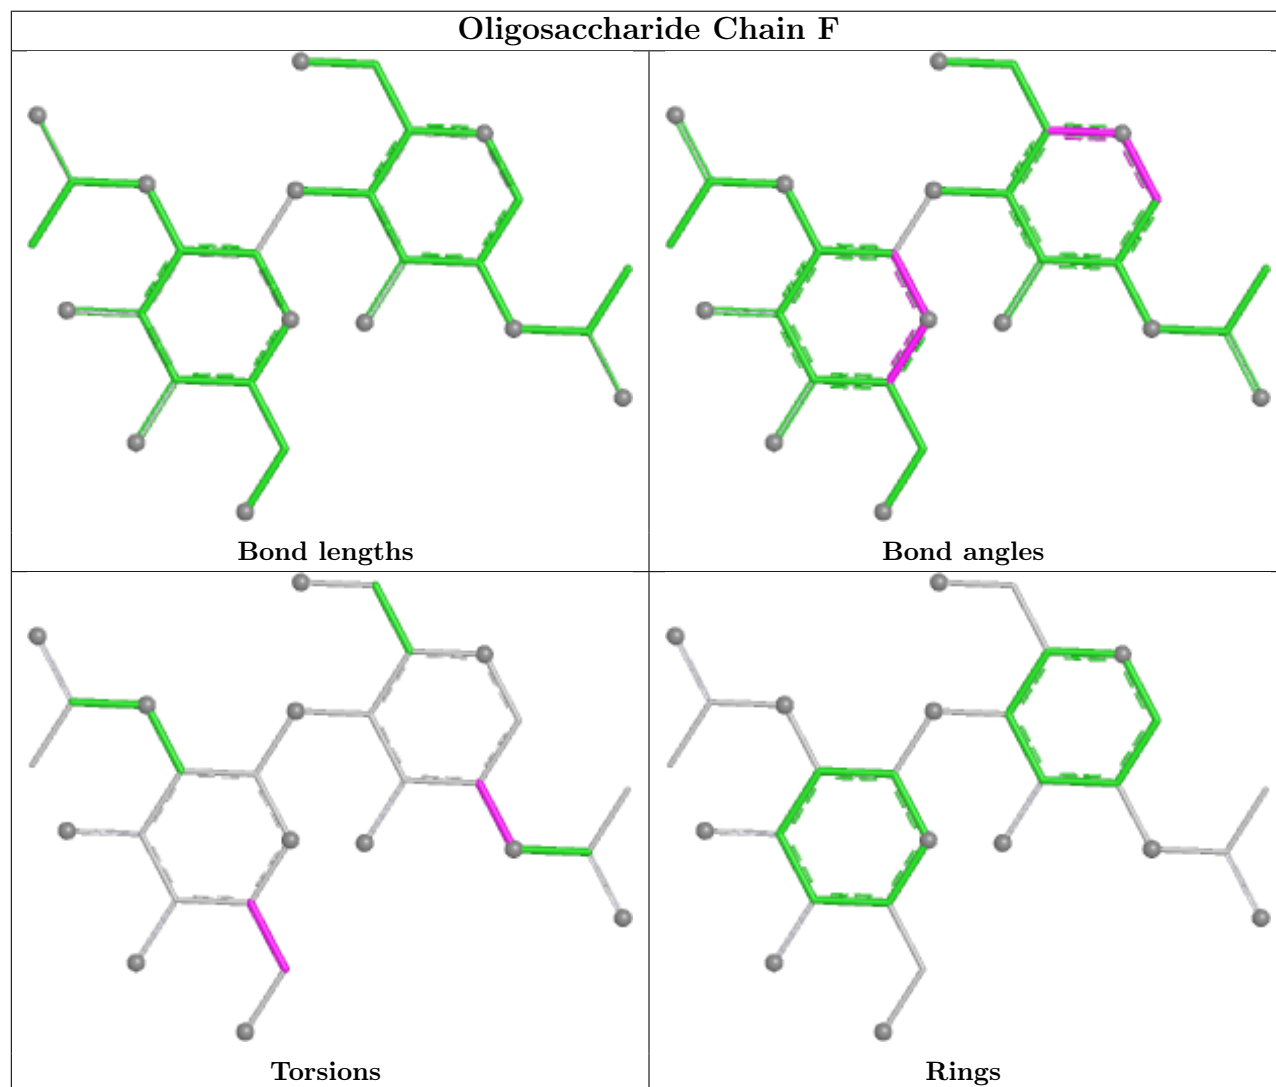 Oligosaccharide Chain F
Bond lengths
Bond angles
Torsions
Rings